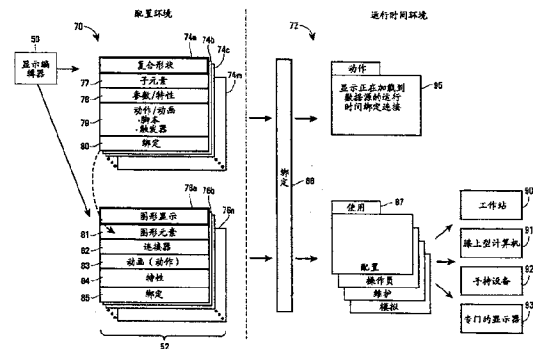 配置环境
运行时间环境
70
72
50
显示编辑器
74a
74b
74c
74m
复合形状
子元素
77
参数/特性
78
动作/动画
·脚本
·触发器
79
绑定
80
76a
76b
76n
图形显示
图形元素
81
连接器
82
动画(动作)
83
特性
84
绑定
85
52
绑定
86
动作
显示正在加载到
数据源的运行
时间绑定连接
95
使用
87
配置
操作员
维护
模拟
工作站
90
膝上型计算机
91
手持设备
92
专门的显示器
93